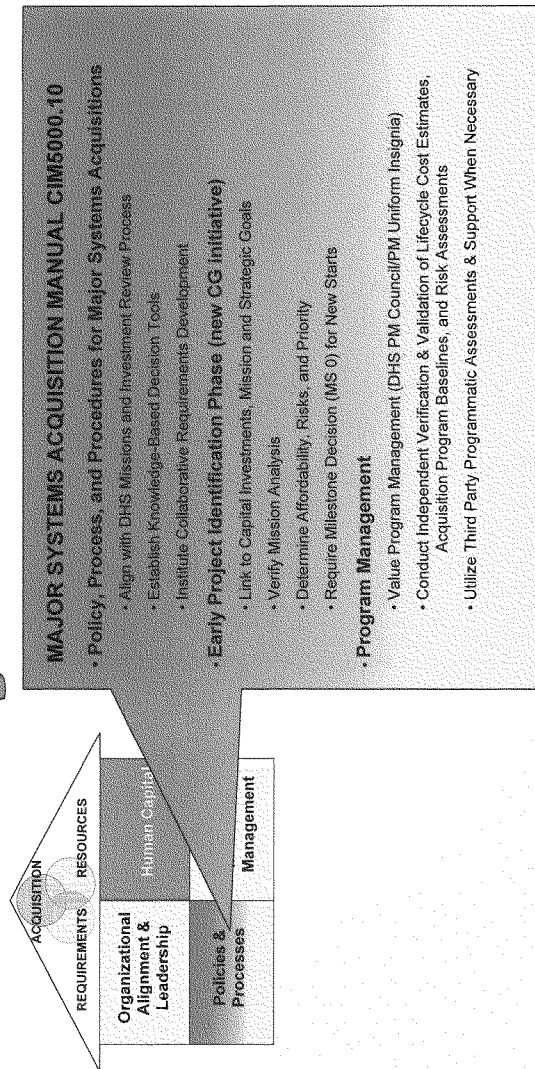 ACQUISITION
REQUIREMENTS
RESOURCES
Organizational
Alignment &
Leadership
Human Capital
Policies &
Processes
Management
MAJOR SYSTEMS ACQUISITION MANUAL CIM5000.10
• Policy, Process, and Procedures for Major Systems Acquisitions
• Align with DHS Missions and Investment Review Process
• Establish Knowledge-Based Decision Tools
• Institute Collaborative Requirements Development
• Early Project Identification Phase (new CG initiative)
• Link to Capital Investments, Mission and Strategic Goals
• Verify Mission Analysis
• Determine Affordability, Risks, and Priority
• Require Milestone Decision (MS 0) for New Starts
• Program Management
• Value Program Management (DHS PM Council/PM Uniform Insignia)
• Conduct Independent Verification & Validation of Lifecycle Cost Estimates,
Acquisition Program Baselines, and Risk Assessments
• Utilize Third Party Programmatic Assessments & Support When Necessary